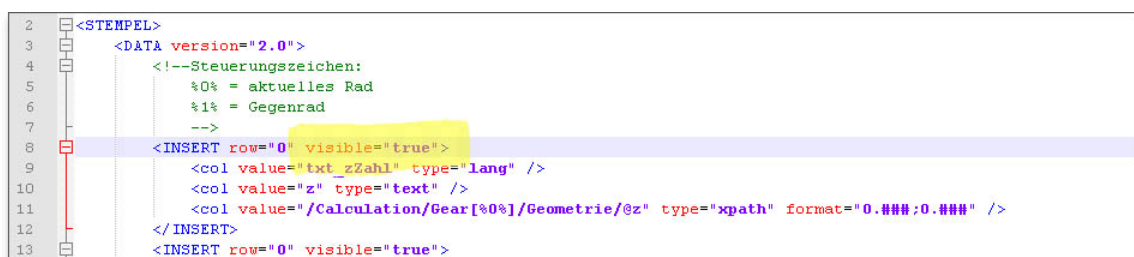 2 <STEMPEL>
3 <DATA version="2.0">
4 <!--Steuerungszeichen:
5 %0% = aktuelles Rad
6 %1% = Gegenrad
7 -->
8 <INSERT row="0" visible="true">
9 <col value="txt_zZahl" type="lang" />
10 <col value="z" type="text" />
11 <col value="/Calculation/Gear[%0%]/Geometrie/@z" type="xpath" format="0.###;0.###" />
12 </INSERT>
13 <INSERT row="0" visible="true">